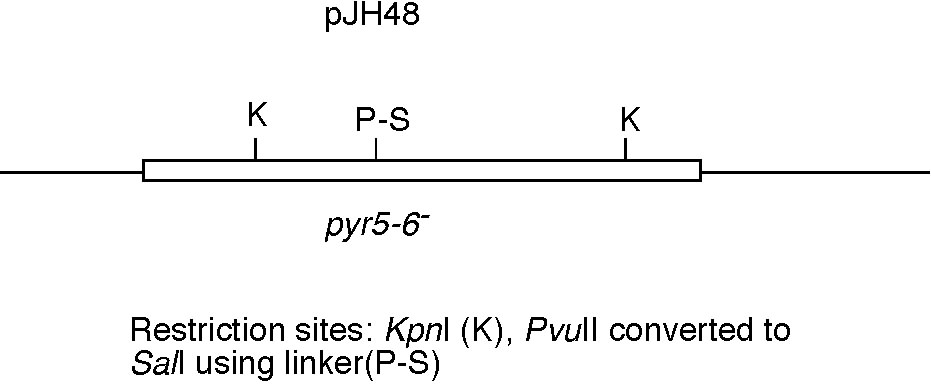 pJH48
K P-S K
pyr5-6-
Restriction sites: KpnI (K), PvuII converted to
SalI using linker(P-S)